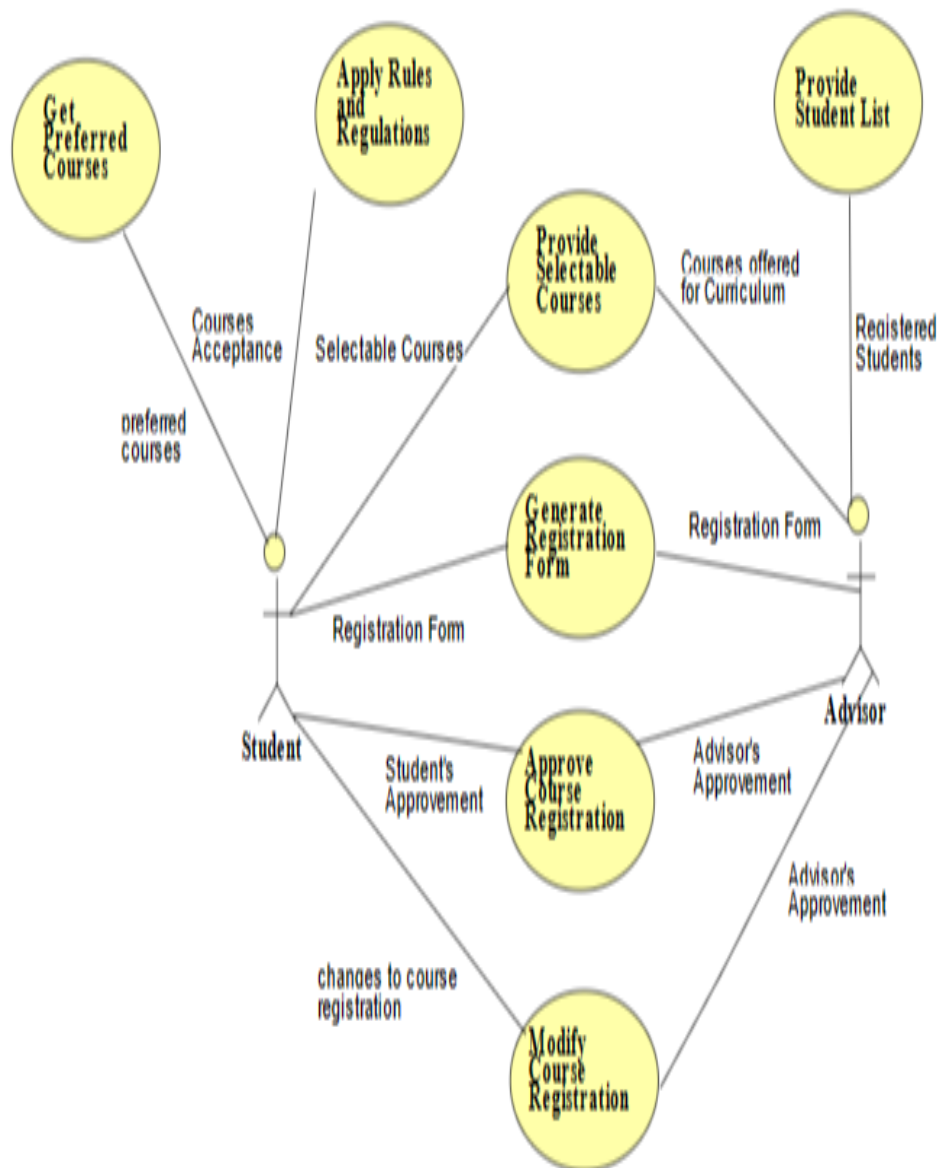 Get
Preferred
Courses
Apply Rules
and
Regulations
Provide
Student List
Provide
Selectable
Courses
Courses offered
for Curriculum
Courses
Acceptance
Selectable Courses
Registered
Students
preferred
courses
Generate
Registration
Form
Registration Form
Registration Form
Student
Advisor
Student's
Approvement
Approve
Course
Registration
Advisor's
Approvement
Advisor's
Approvement
changes to course
registration
Modify
Course
Registration